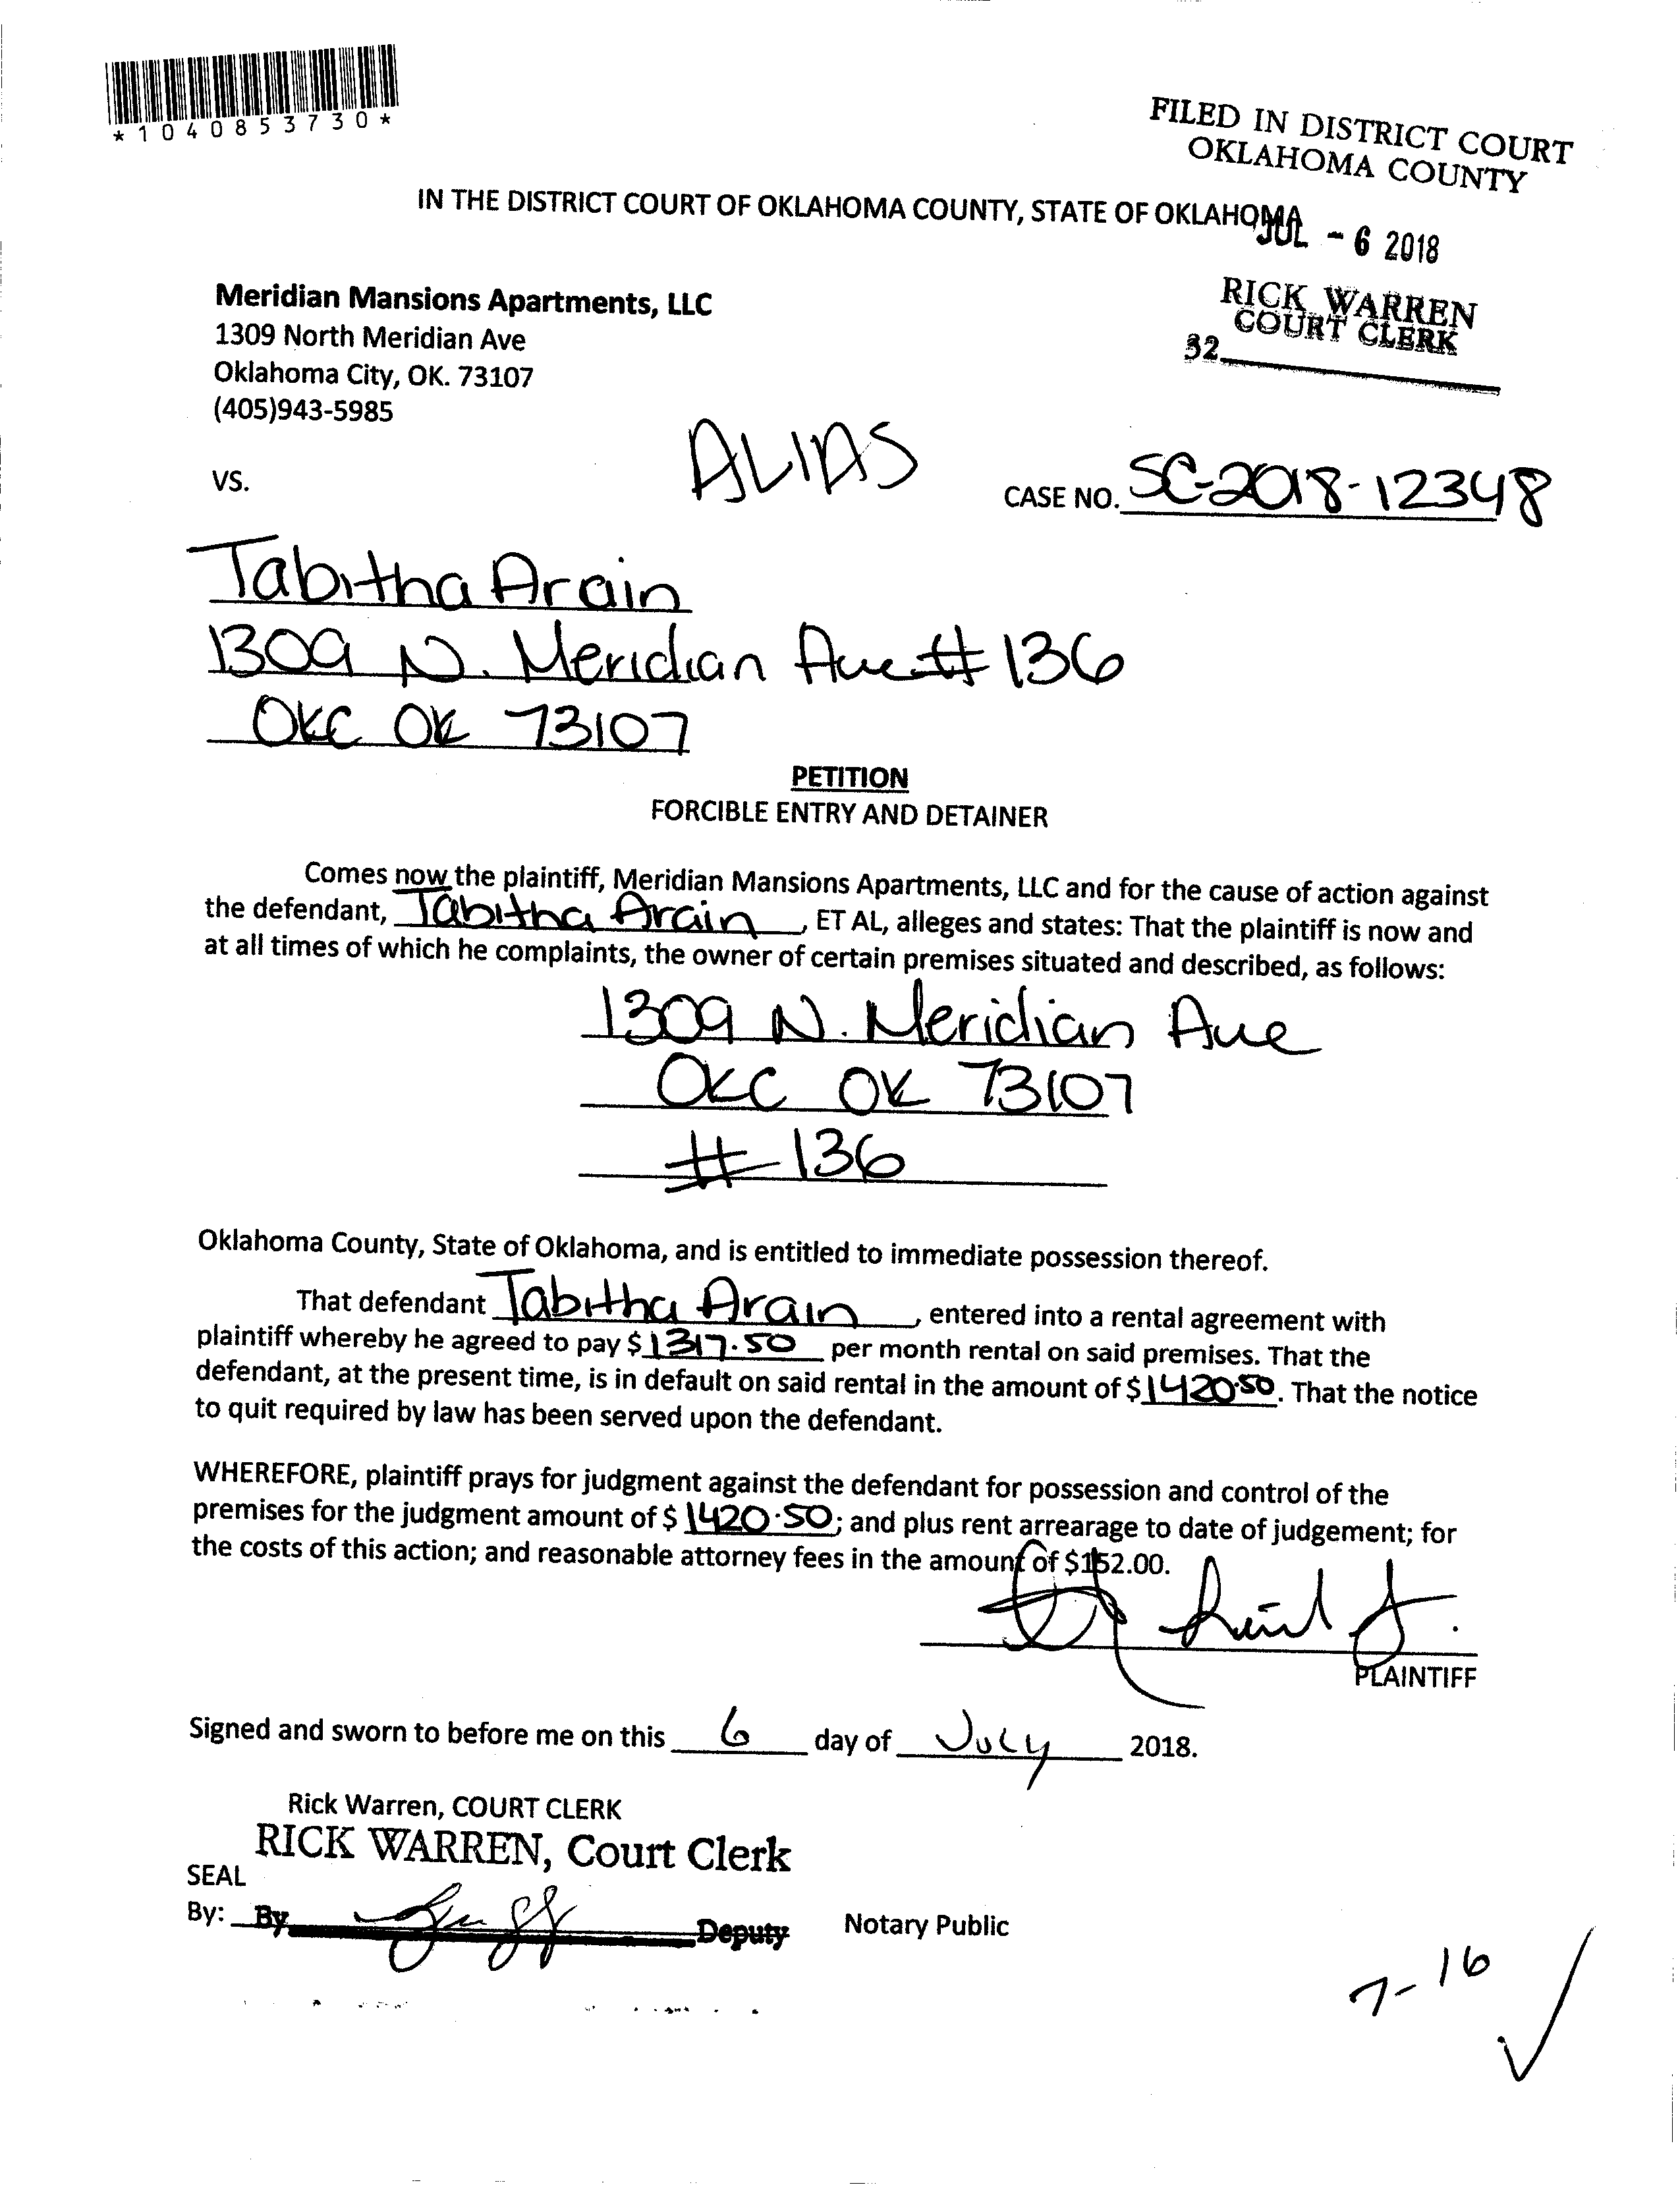 *1040853730*
FILED IN DISTRICT COURT
OKLAHOMA COUNTY
IN THE DISTRICT COURT OF OKLAHOMA COUNTY, STATE OF OKLAHOMA
JUL - 6 2018
RICK WARREN
COURT CLERK
32
Meridian Mansions Apartments, LLC
1309 North Meridian Ave
Oklahoma City, OK. 73107
(405)943-5985
ALIAS
VS.
CASE NO. SC-2018-12348
Tabitha Arain
1309 N. Meridian Ave # 136
OKC OK 73107
PETITION
FORCIBLE ENTRY AND DETAINER
Comes now the plaintiff, Meridian Mansions Apartments, LLC and for the cause of action against
the defendant, Tabitha Arain, ET AL, alleges and states: That the plaintiff is now and
at all times of which he complaints, the owner of certain premises situated and described, as follows:
1309 N. Meridian Ave
OKC OK 73107
# 136
Oklahoma County, State of Oklahoma, and is entitled to immediate possession thereof.
That defendant Tabitha Arain, entered into a rental agreement with
plaintiff whereby he agreed to pay $ 1317.50 per month rental on said premises. That the
defendant, at the present time, is in default on said rental in the amount of $1420.50. That the notice
to quit required by law has been served upon the defendant.
WHEREFORE, plaintiff prays for judgment against the defendant for possession and control of the
premises for the judgment amount of $ 1420.50; and plus rent arrearage to date of judgement; for
the costs of this action; and reasonable attorney fees in the amount of $152.00.
PLAINTIFF
Signed and sworn to before me on this 6 day of July 2018.
Rick Warren, COURT CLERK
RICK WARREN, Court Clerk
SEAL
By: By Deputy Notary Public
7-16